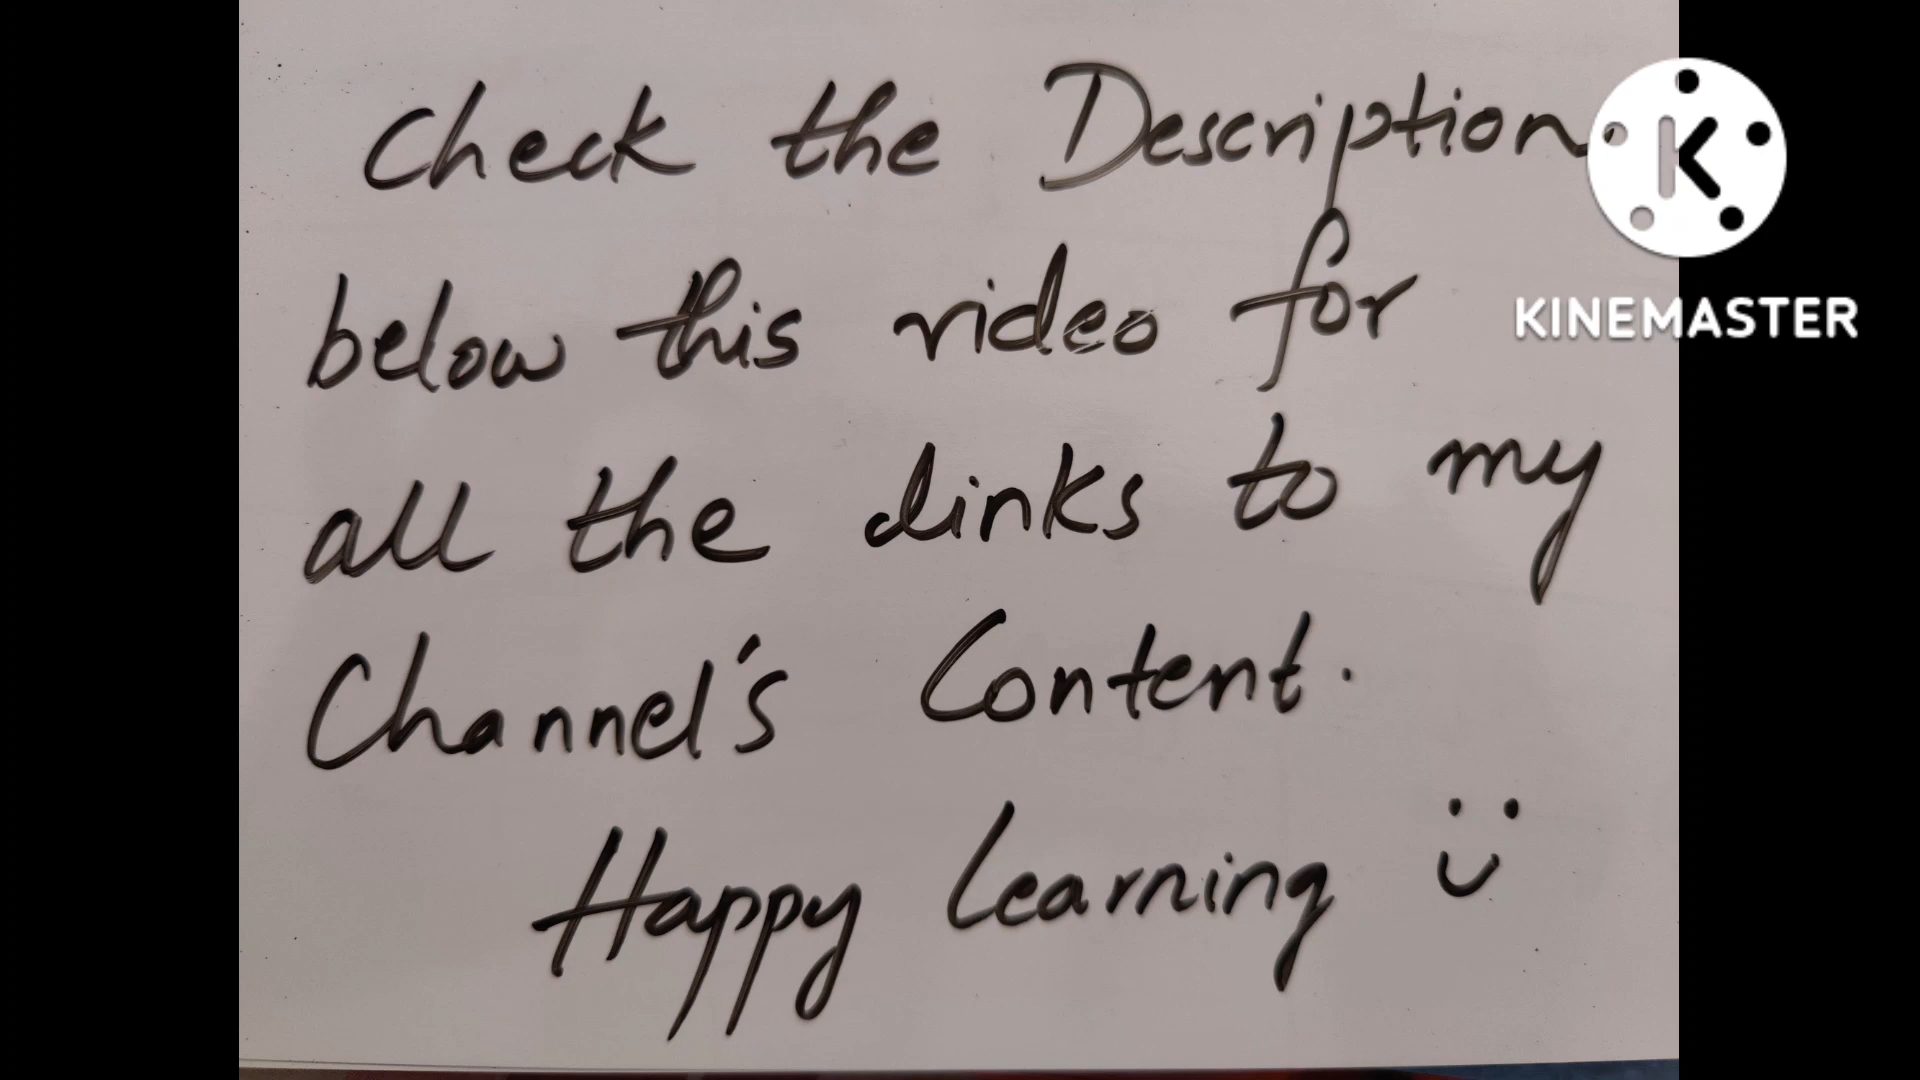 Check the Description
below this video for
all the links to my
Channel's Content.
Happy Learning :)
KINEMASTER